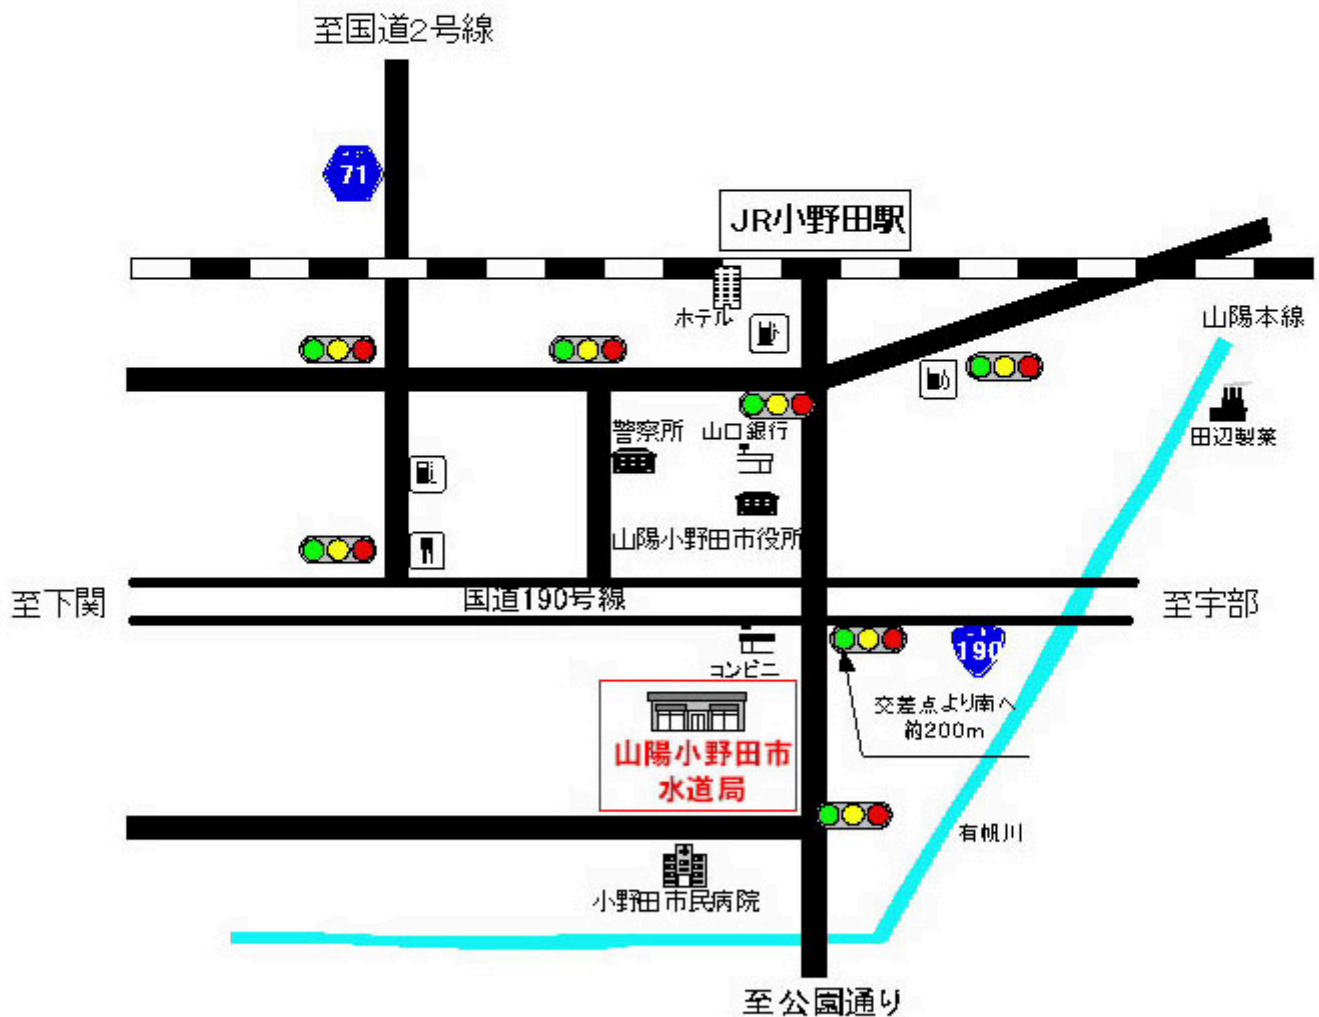 至国道2号線
71
JR小野田駅
ホテル
山陽本線
警察所
山口銀行
田辺製薬
山陽小野田市役所
至下関
国道190号線
至宇部
190
コンビニ
交差点より南へ
約200m
山陽小野田市
水道局
有帆川
小野田市民病院
至公園通り